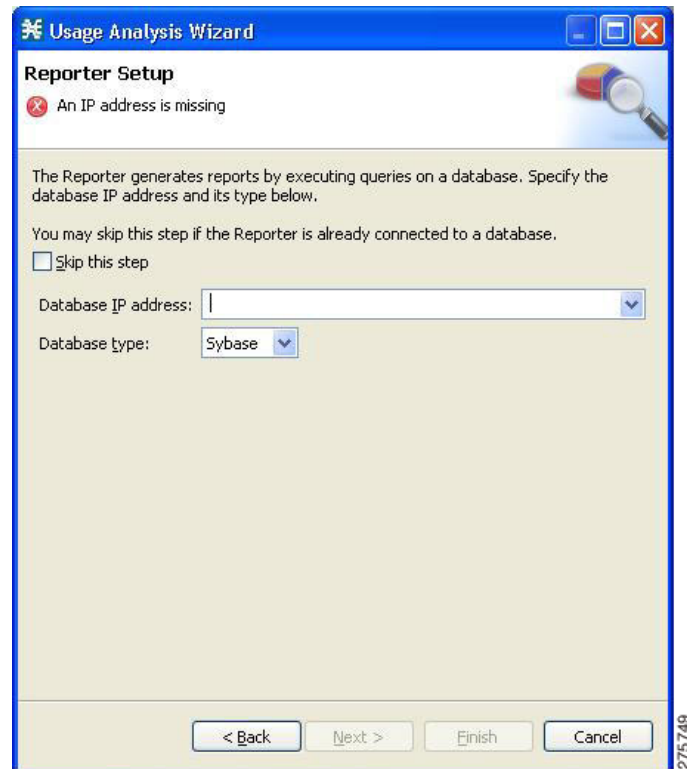 Usage Analysis Wizard
Reporter Setup
An IP address is missing
The Reporter generates reports by executing queries on a database. Specify the
database IP address and its type below.
You may skip this step if the Reporter is already connected to a database.
Skip this step
Database IP address:
Database type:
Sybase
< Back
Next >
Finish
Cancel
275749